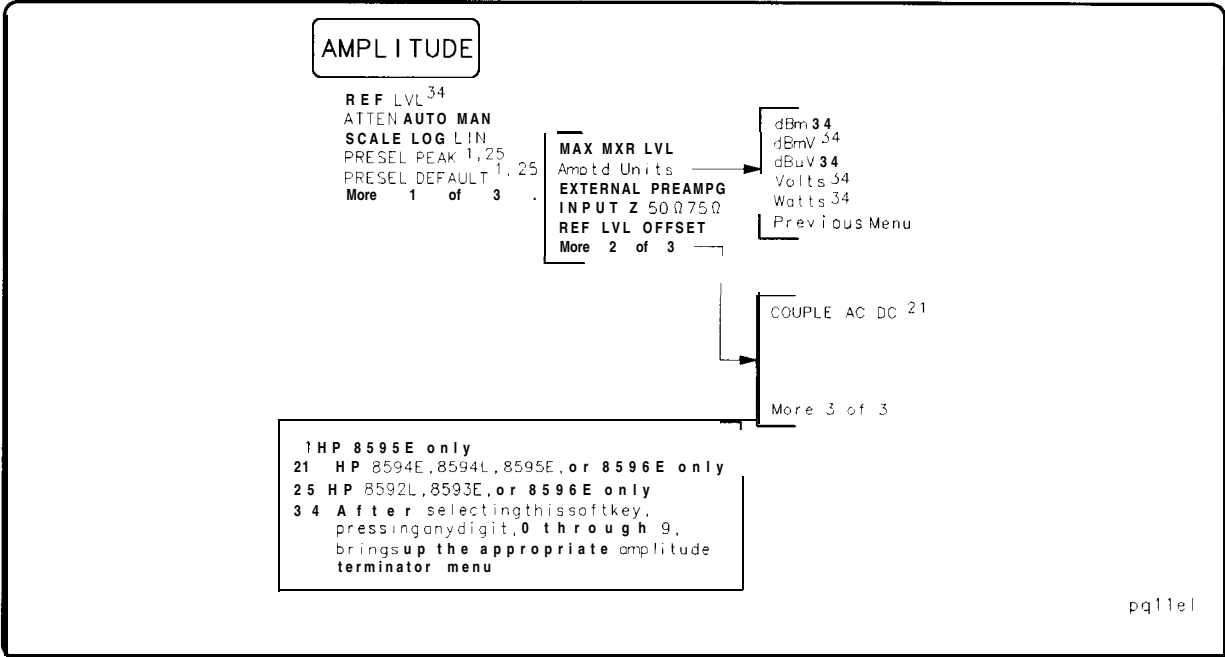 AMPLITUDE
REF LVL 34
ATTEN AUTO MAN
SCALE LOG LIN
PRESEL PEAK 1,25
PRESEL DEFAULT 1,25
More 1 of 3 .
MAX MXR LVL
Amptd Units
EXTERNAL PREAMPG
INPUT Z 50Ω 75Ω
REF LVL OFFSET
More 2 of 3
dBm 34
dBmV 34
dBuV 34
Volts 34
Watts 34
Previous Menu
COUPLE AC DC 21
More 3 of 3
1 HP 8595E only
21 HP 8594E, 8594L, 8595E, or 8596E only
25 HP 8592L, 8593E, or 8596E only
34 After selecting this softkey,
pressing any digit, 0 through 9,
brings up the appropriate amplitude
terminator menu
pq11el